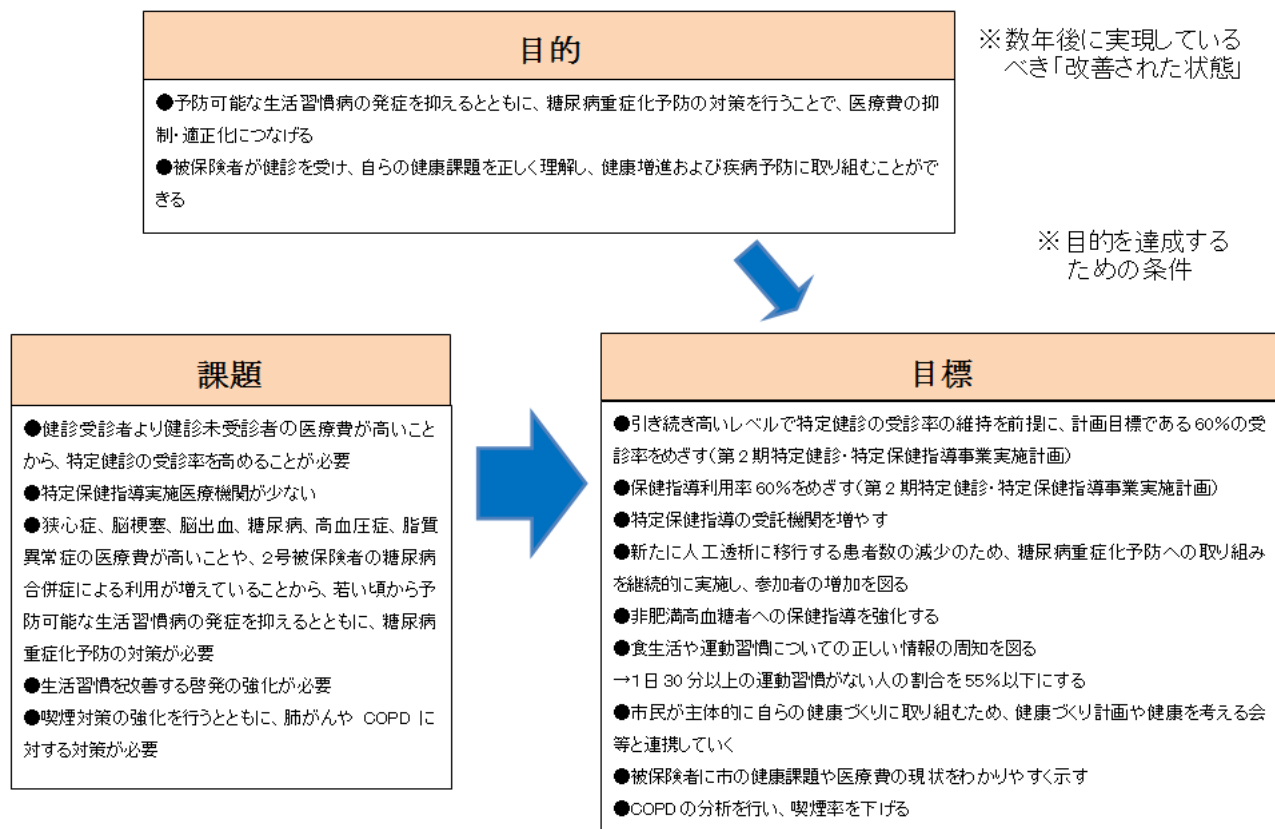 目的
※数年後に実現している
べき「改善された状態」
●予防可能な生活習慣病の発症を抑えるとともに、糖尿病重症化予防の対策を行うことで、医療費の抑
制・適正化につなげる
●被保険者が健診を受け、自らの健康課題を正しく理解し、健康増進および疾病予防に取り組むことがで
きる
※目的を達成する
ための条件
課題
●健診受診者より健診未受診者の医療費が高いこと
から、特定健診の受診率を高めることが必要
●特定保健指導実施医療機関が少ない
●狭心症、脳梗塞、脳出血、糖尿病、高血圧症、脂質
異常症の医療費が高いことや、2号被保険者の糖尿病
合併症による利用が増えていることから、若い頃から予
防可能な生活習慣病の発症を抑えるとともに、糖尿病
重症化予防の対策が必要
●生活習慣を改善する啓発の強化が必要
●喫煙対策の強化を行うとともに、肺がんや COPD に
対する対策が必要
目標
●引き続き高いレベルで特定健診の受診率の維持を前提に、計画目標である 60%の受
診率をめざす(第2期特定健診・特定保健指導事業実施計画)
●保健指導利用率 60%をめざす(第2期特定健診・特定保健指導事業実施計画)
●特定保健指導の受託機関を増やす
●新たに人工透析に移行する患者数の減少のため、糖尿病重症化予防への取り組み
を継続的に実施し、参加者の増加を図る
●非肥満高血糖者への保健指導を強化する
●食生活や運動習慣についての正しい情報の周知を図る
→1日 30 分以上の運動習慣がない人の割合を 55%以下にする
●市民が主体的に自らの健康づくりに取り組むため、健康づくり計画や健康を考える会
等と連携していく
●被保険者に市の健康課題や医療費の現状をわかりやすく示す
●COPD の分析を行い、喫煙率を下げる